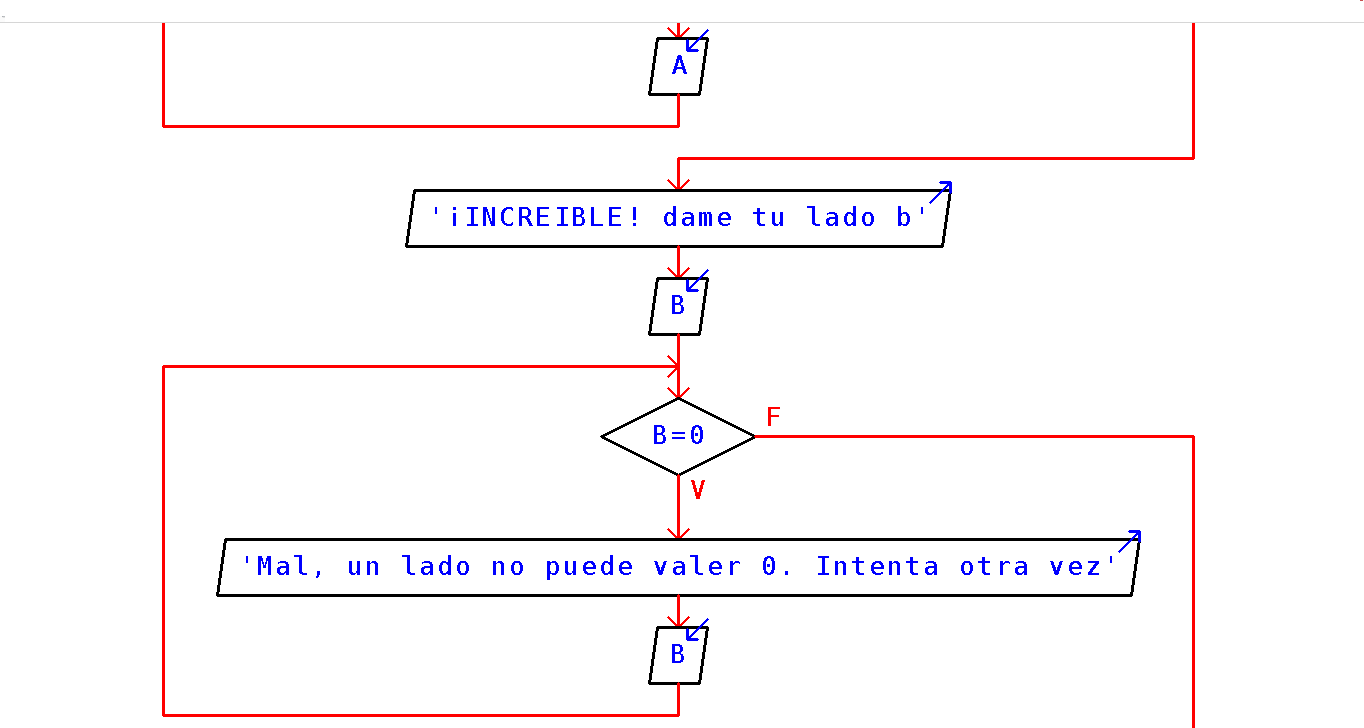 A
'¡INCREIBLE! dame tu lado b'
B
B=0
F
V
'Mal, un lado no puede valer 0. Intenta otra vez'
B